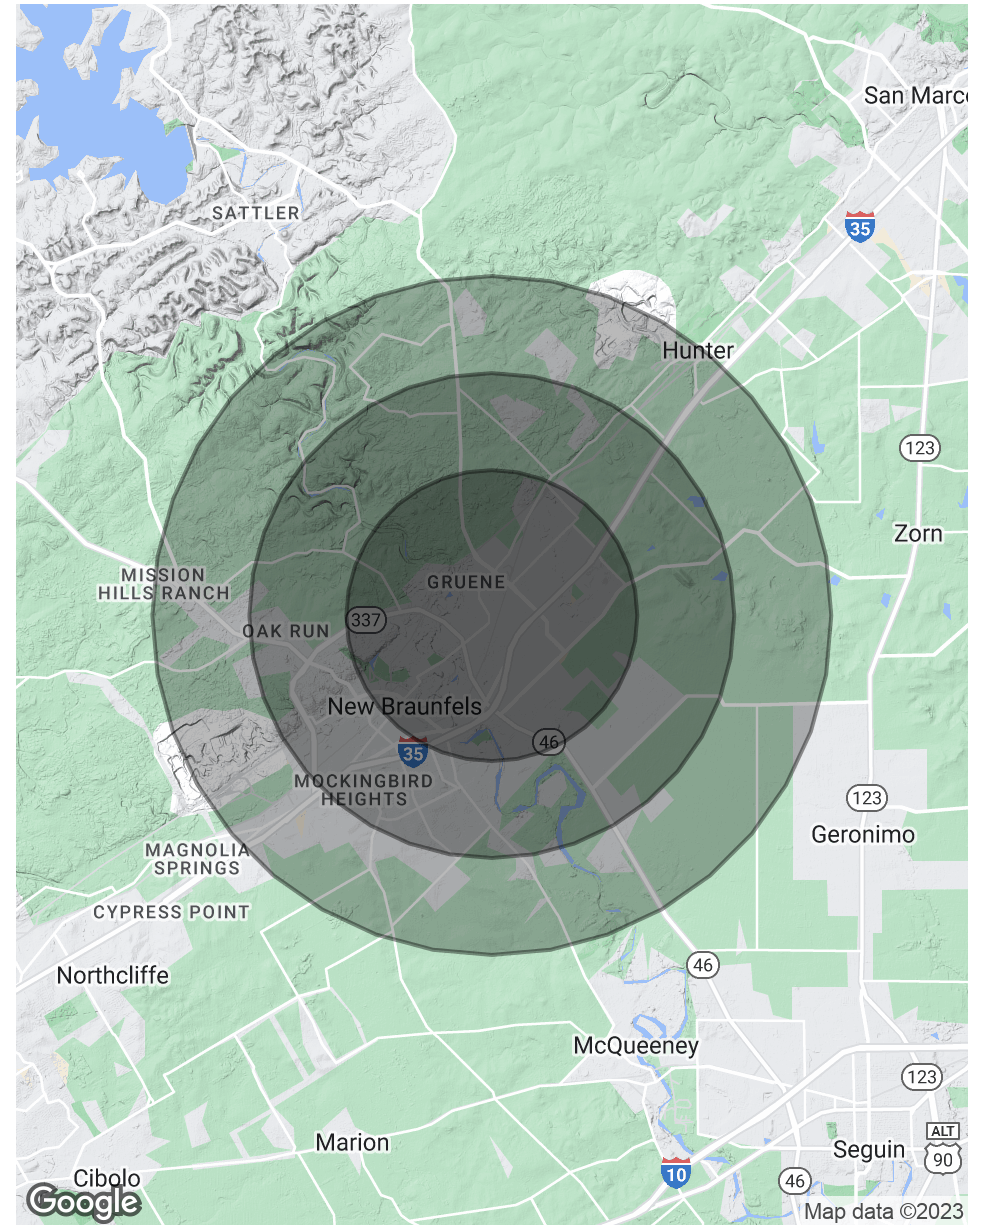 123
San Marc
SATTLER
35
Hunter
123
Zorn
MISSION
HILLS RANCH
GRUENE
337
OAK RUN
New Braunfels
46
35
MOCKINGBIRD
HEIGHTS
123
Geronimo
MAGNOLIA
SPRINGS
CYPRESS POINT
46
Northcliffe
McQueeney
123
ALT
90
Marion
Seguin
10
Cibolo
46
Google
Map data ©2023